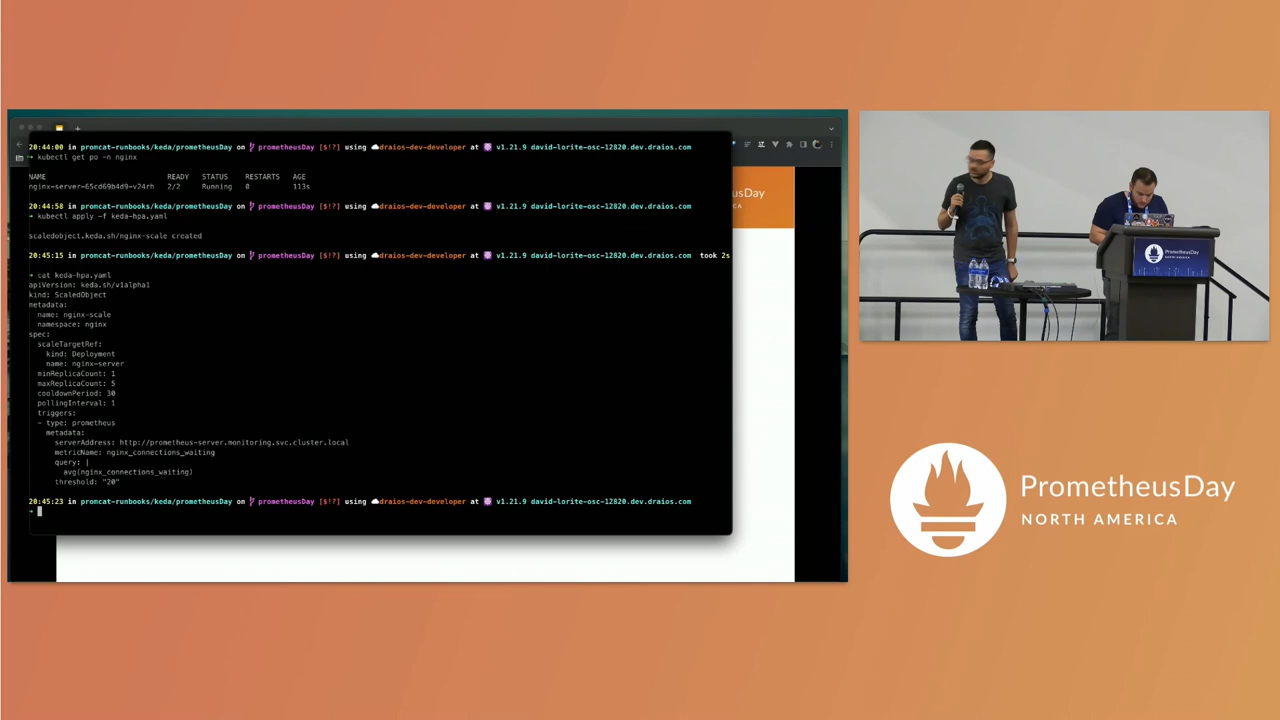 20:44:00 in promcat-runbooks/keda/prometheusDay on prometheusDay [$!?] using draios-dev-developer at v1.21.9 david-lorite-osc-12820.dev.draios.com
➜ kubectl get po -n nginx
NAME READY STATUS RESTARTS AGE
nginx-server-65cd69b4d9-v24rh 2/2 Running 0 113s
20:44:58 in promcat-runbooks/keda/prometheusDay on prometheusDay [$!?] using draios-dev-developer at v1.21.9 david-lorite-osc-12820.dev.draios.com
➜ kubectl apply -f keda-hpa.yaml
scaledobject.keda.sh/nginx-scale created
20:45:15 in promcat-runbooks/keda/prometheusDay on prometheusDay [$!?] using draios-dev-developer at v1.21.9 david-lorite-osc-12820.dev.draios.com took 2s
➜ cat keda-hpa.yaml
apiVersion: keda.sh/v1alpha1
kind: ScaledObject
metadata:
name: nginx-scale
namespace: nginx
spec:
scaleTargetRef:
kind: Deployment
name: nginx-server
minReplicaCount: 1
maxReplicaCount: 5
cooldownPeriod: 30
pollingInterval: 1
triggers:
- type: prometheus
metadata:
serverAddress: http://prometheus-server.monitoring.svc.cluster.local
metricName: nginx_connections_waiting
query: |
avg(nginx_connections_waiting)
threshold: "20"
20:45:23 in promcat-runbooks/keda/prometheusDay on prometheusDay [$!?] using draios-dev-developer at v1.21.9 david-lorite-osc-12820.dev.draios.com
➜
heusDay
CA
PrometheusDay
NORTH AMERICA
PrometheusDay
NORTH AMERICA